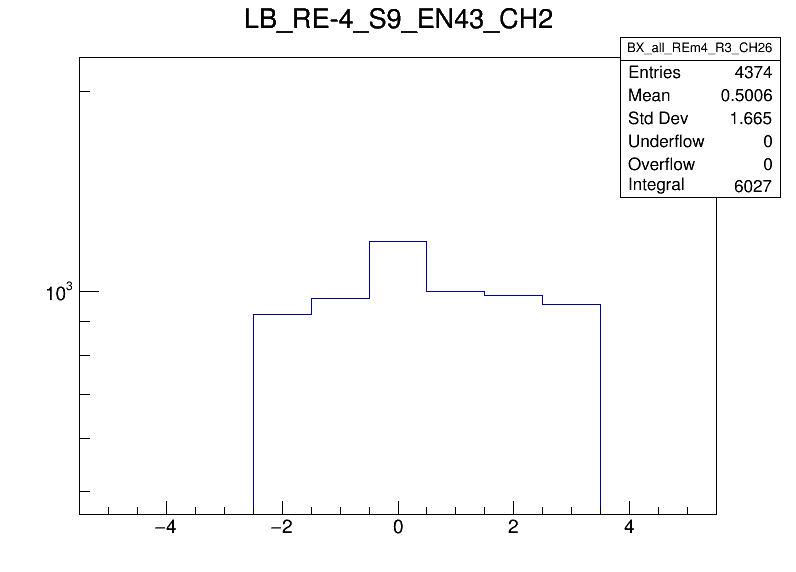 LB_RE-4_S9_EN43_CH2
BX_all_REm4_R3_CH26
Entries 4374
Mean 0.5006
Std Dev 1.665
Underflow 0
Overflow 0
Integral 6027
10³
−4 −2 0 2 4